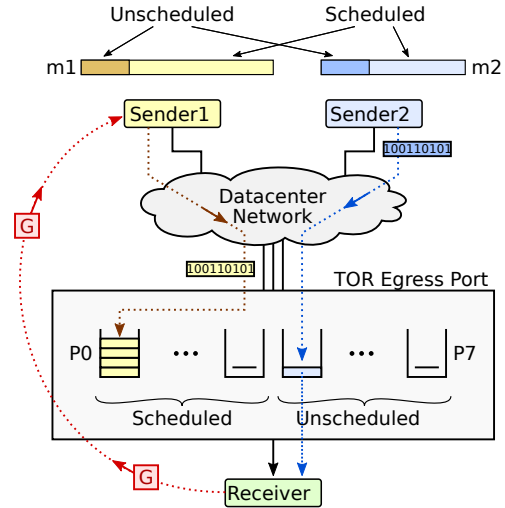 Unscheduled Scheduled
m1 m2
Sender1 Sender2
100110101
Datacenter
Network
G
100110101
TOR Egress Port
P0 ... ... P7
Scheduled Unscheduled
G
Receiver